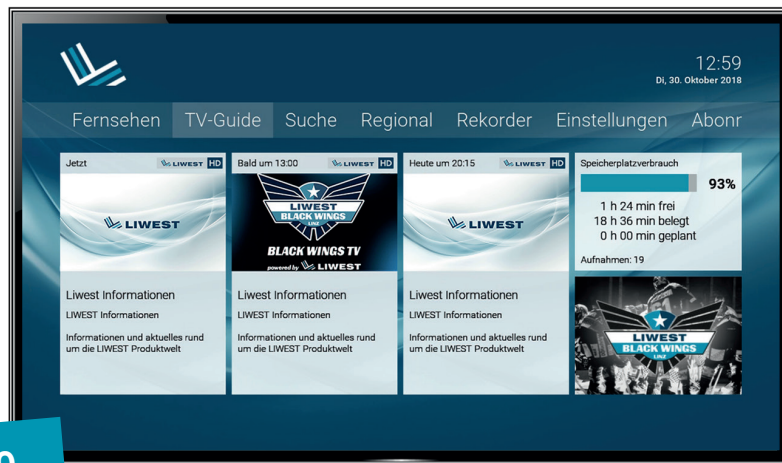 12:59
Di, 30. Oktober 2018
Fernsehen TV-Guide Suche Regional Rekorder Einstellungen Abonr
Jetzt LIWEST HD
LIWEST
Liwest Informationen
LIWEST Informationen
Informationen und aktuelles rund
um die LIWEST Produktwelt
Bald um 13:00 LIWEST HD
LIWEST
BLACK WINGS
LINZ
BLACK WINGS TV
powered by LIWEST
Liwest Informationen
LIWEST Informationen
Informationen und aktuelles rund
um die LIWEST Produktwelt
Heute um 20:15 LIWEST HD
LIWEST
Liwest Informationen
LIWEST Informationen
Informationen und aktuelles rund
um die LIWEST Produktwelt
Speicherplatzverbrauch
93%
1 h 24 min frei
18 h 36 min belegt
0 h 00 min geplant
Aufnahmen: 19
LIWEST
BLACK WINGS
LINZ